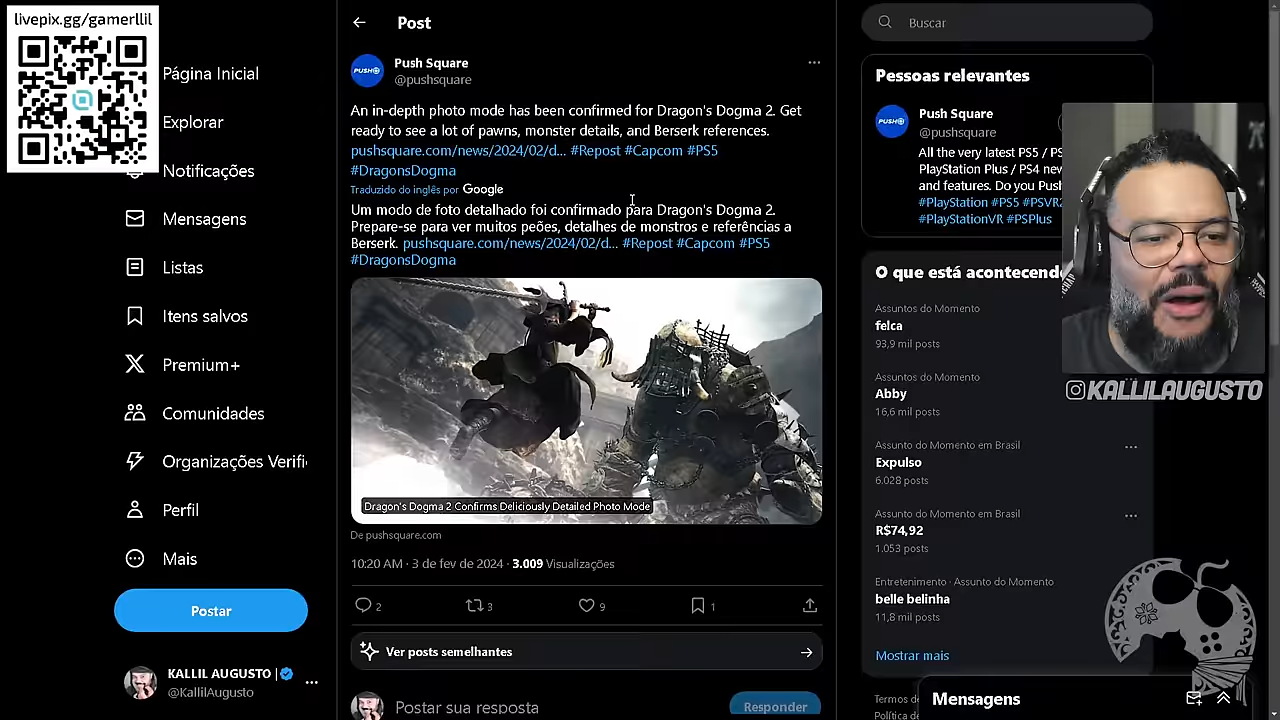 livepix.gg/gamerllil
Página Inicial
Explorar
Notificações
Mensagens
Listas
Itens salvos
Premium+
Comunidades
Organizações Verifi
Perfil
Mais
Postar
KALLIL AUGUSTO
@KallilAugusto
Post
PUSH
Push Square
@pushsquare
An in-depth photo mode has been confirmed for Dragon's Dogma 2. Get
ready to see a lot of pawns, monster details, and Berserk references.
pushsquare.com/news/2024/02/d... #Repost #Capcom #PS5
#DragonsDogma
Traduzido do inglês por Google
Um modo de foto detalhado foi confirmado para Dragon's Dogma 2.
Prepare-se para ver muitos peões, detalhes de monstros e referências a
Berserk. pushsquare.com/news/2024/02/d... #Repost #Capcom #PS5
#DragonsDogma
Dragon's Dogma 2 Confirms Deliciously Detailed Photo Mode
De pushsquare.com
10:20 AM · 3 de fev de 2024 · 3.009 Visualizações
2
3
9
1
Ver posts semelhantes
Postar sua resposta
Responder
Buscar
Pessoas relevantes
PUSH
Push Square
@pushsquare
All the very latest PS5 / PS
PlayStation Plus / PS4 new
and features. Do you Push
#PlayStation #PS5 #PSVR2
#PlayStationVR #PSPlus
O que está acontecendo
Assuntos do Momento
felca
93,9 mil posts
Assuntos do Momento
Abby
16,6 mil posts
Assunto do Momento em Brasil
Expulso
6.028 posts
Assunto do Momento em Brasil
R$74,92
1.053 posts
Entretenimento · Assunto do Momento
belle belinha
11,8 mil posts
Mostrar mais
Termos de
Política de
Mensagens
KALLILAUGUSTO